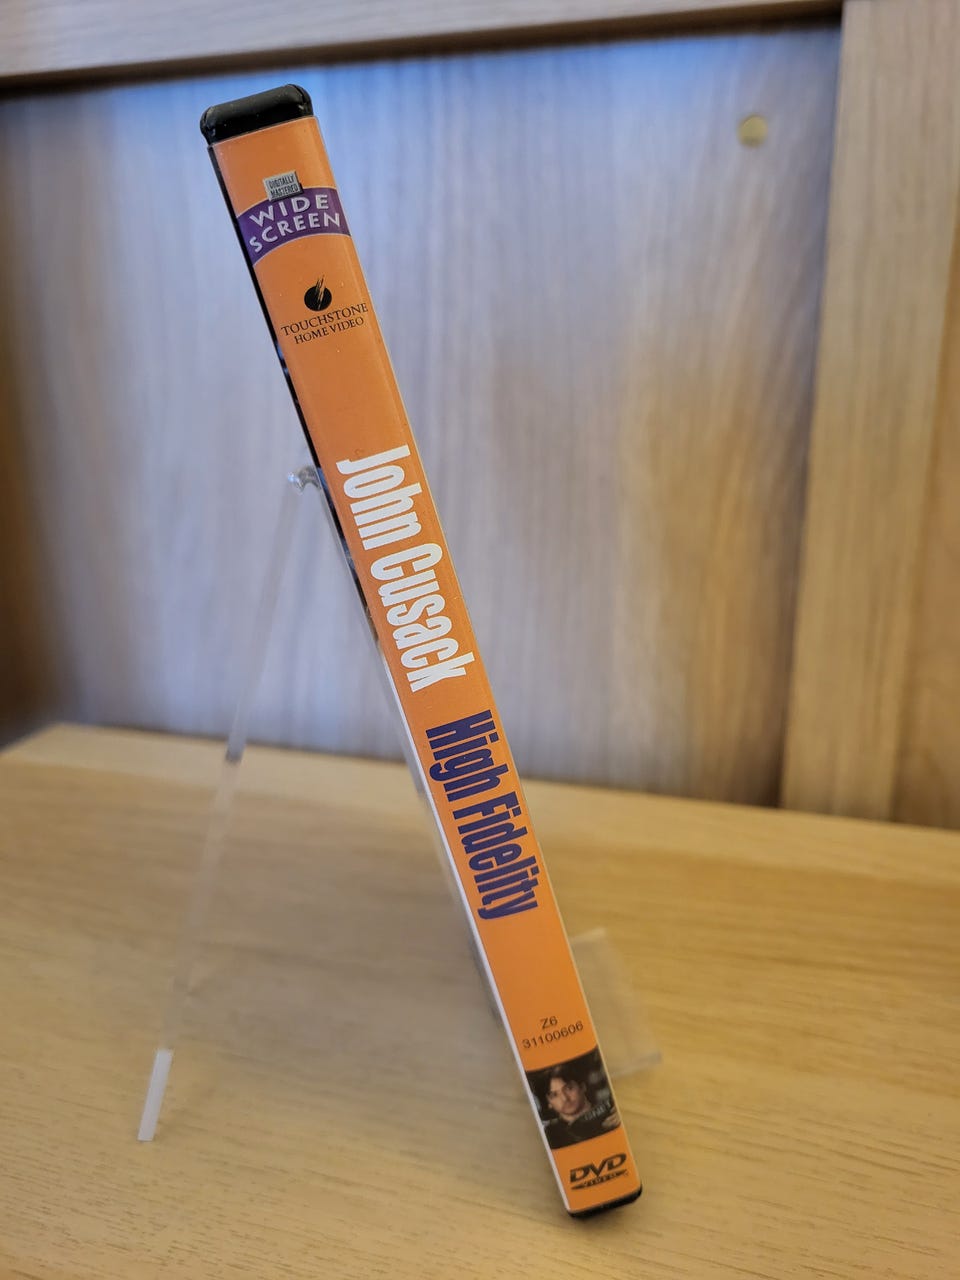 DIGITALLY
MASTERED
WIDE
SCREEN
TOUCHSTONE
HOME VIDEO
John Cusack
High Fidelity
Z6
31100606
DVD
VIDEO